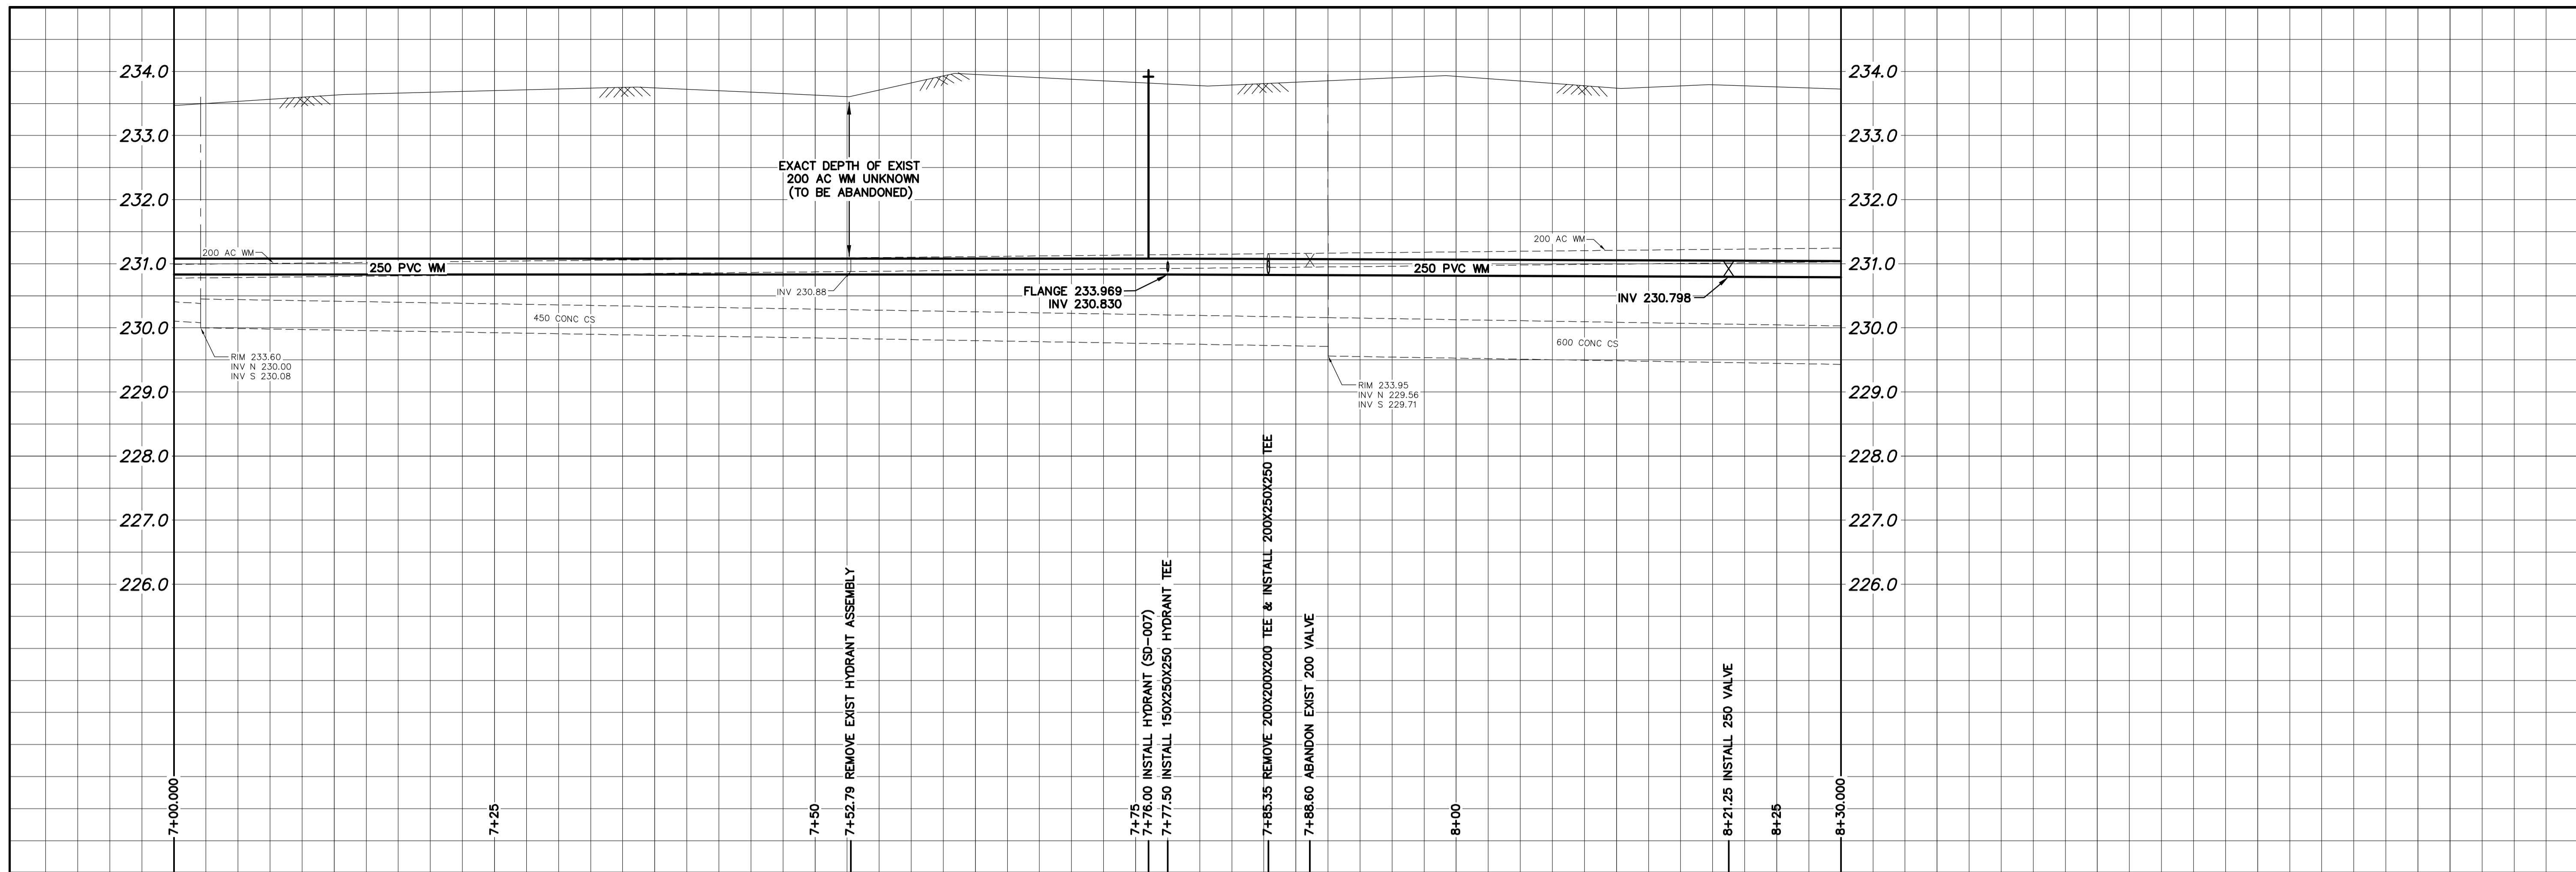 234.0
234.0
233.0
233.0
EXACT DEPTH OF EXIST
200 AC WM UNKNOWN
(TO BE ABANDONED)
232.0
232.0
200 AC WM
200 AC WM
231.0
250 PVC WM
250 PVC WM
231.0
INV 230.88
FLANGE 233.969
INV 230.830
INV 230.798
450 CONC CS
230.0
230.0
600 CONC CS
RIM 233.60
INV N 230.00
INV S 230.08
229.0
229.0
RIM 233.95
INV N 229.56
INV S 229.71
228.0
228.0
227.0
227.0
226.0
226.0
7+00.000
7+25
7+50
7+52.79 REMOVE EXIST HYDRANT ASSEMBLY
7+75
7+76.00 INSTALL HYDRANT (SD-007)
7+77.50 INSTALL 150X250X250 HYDRANT TEE
7+85.35 REMOVE 200X200X200 TEE & INSTALL 200X250X250 TEE
7+88.60 ABANDON EXIST 200 VALVE
8+00
8+21.25 INSTALL 250 VALVE
8+25
8+30.000